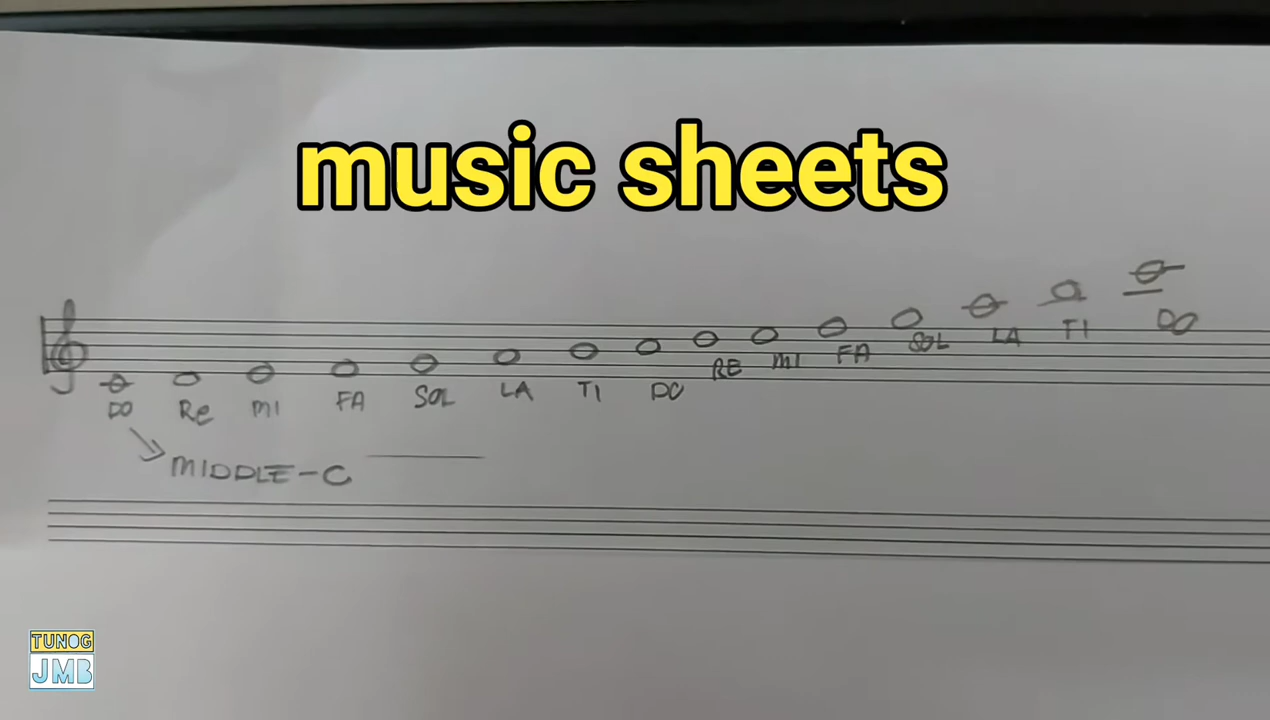 music sheets
DO Re MI FA SOL LA TI DO RE MI FA SOL LA TI DO
MIDDLE-C
TUNOG
JMB